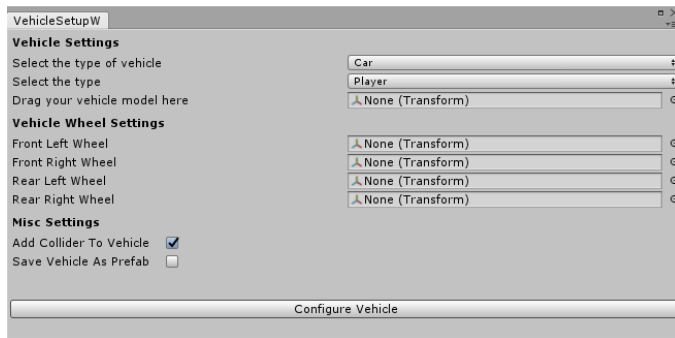 VehicleSetupW
Vehicle Settings
Select the type of vehicle Car
Select the type Player
Drag your vehicle model here None (Transform)
Vehicle Wheel Settings
Front Left Wheel None (Transform)
Front Right Wheel None (Transform)
Rear Left Wheel None (Transform)
Rear Right Wheel None (Transform)
Misc Settings
Add Collider To Vehicle
Save Vehicle As Prefab
Configure Vehicle